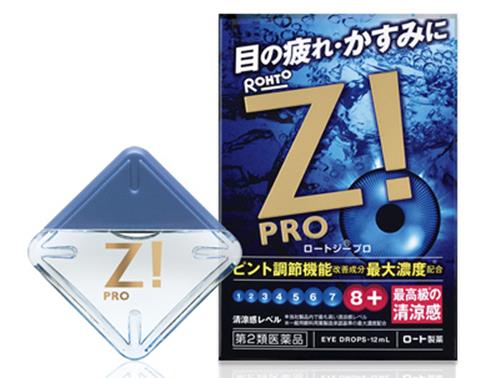 Z!
PRO
目の疲れ・かすみに
ROHTO
Z!
PRO®
ロートジープロ
ピント調節機能改善成分最大濃度配合
1 2 3 4 5 6 7 8+
最高級の
清涼感
清涼感レベル
第2類医薬品
EYE DROPS・12mL
ロート製薬